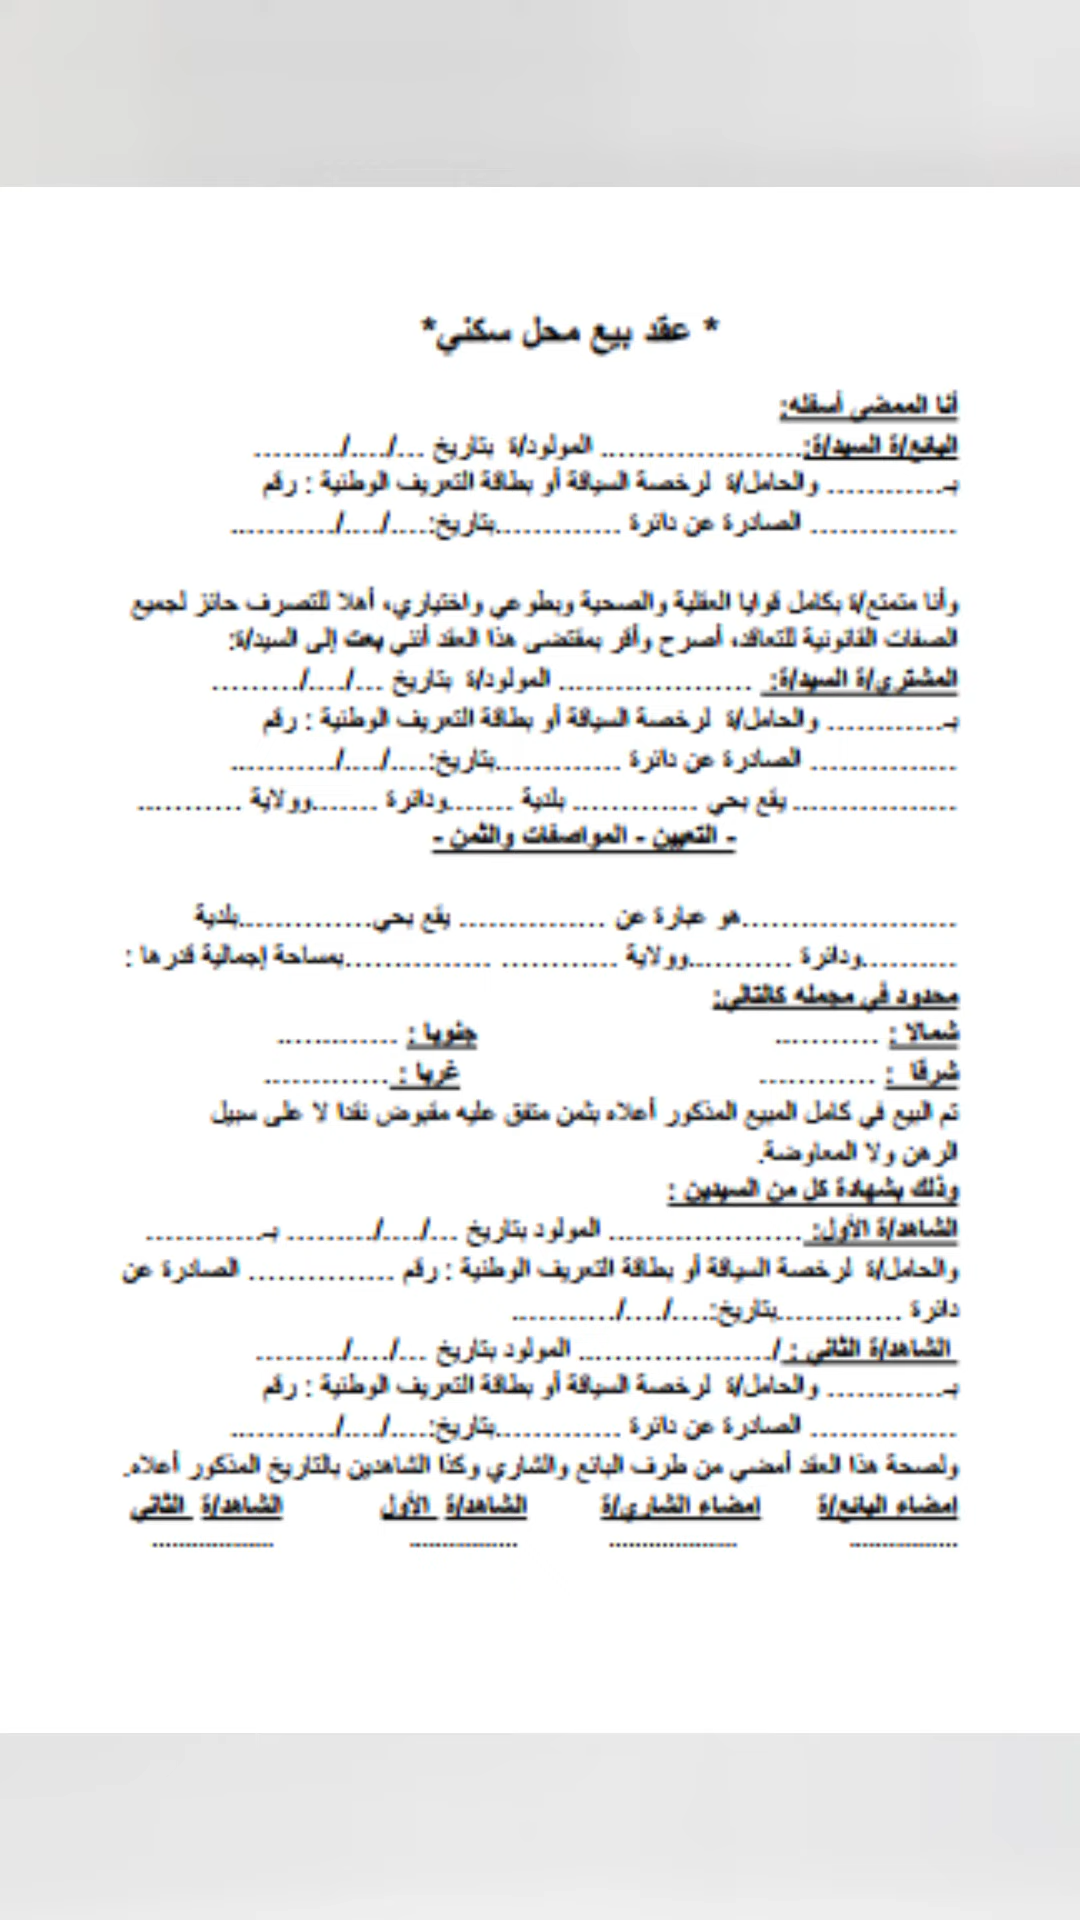 * عقد بيع محل سكني*
أنا الممضي أسفله:
البائع/ة السيد/ة:........................ المولود/ة بتاريخ .../..../.........
بـ............. والحامل/ة لرخصة السياقة أو بطاقة التعريف الوطنية : رقم
................ الصادرة عن دائرة ..............بتاريخ:..../..../...........
وأنا متمتع/ة بكامل قوايا العقلية والصحية وبطوعي واختياري، أهلا للتصرف حائز لجميع
الصفات القانونية للتعاقد، أصرح وأقر بمقتضى هذا العقد أنني بعت إلى السيد/ة:
المشتري/ة السيد/ة: ..................... المولود/ة بتاريخ .../..../.........
بـ............. والحامل/ة لرخصة السياقة أو بطاقة التعريف الوطنية : رقم
................ الصادرة عن دائرة ..............بتاريخ:..../..../...........
.................. يقع بحي .............. بلدية ........ودائرة ........وولاية ............
- التعيين - المواصفات والثمن -
........................هو عبارة عن ................ يقع بحي...............بلدية
...........ودائرة ............وولاية ............. ................بمساحة إجمالية قدرها :
محدود في مجمله كالتالي:
شمالا : ............ جنوبا : .............
شرقا : ............. غربا : ..............
تم البيع في كامل المبيع المذكور أعلاه بثمن متفق عليه مقبوض نقدا لا على سبيل
الرهن ولا المعاوضة.
وذلك بشهادة كل من السيدين :
الشاهد/ة الأول: ..................... المولود بتاريخ .../..../......... بـ.............
والحامل/ة لرخصة السياقة أو بطاقة التعريف الوطنية : رقم ................ الصادرة عن
دائرة ..............بتاريخ:..../..../...........
الشاهد/ة الثاني : /..................... المولود بتاريخ .../..../..........
بـ............. والحامل/ة لرخصة السياقة أو بطاقة التعريف الوطنية : رقم
................ الصادرة عن دائرة ..............بتاريخ:..../..../...........
ولصحة هذا العقد أمضي من طرف البائع والشاري وكذا الشاهدين بالتاريخ المذكور أعلاه.
إمضاء البائع/ة إمضاء الشاري/ة الشاهد/ة الأول الشاهد/ة الثاني
................ ................... ................ ..................